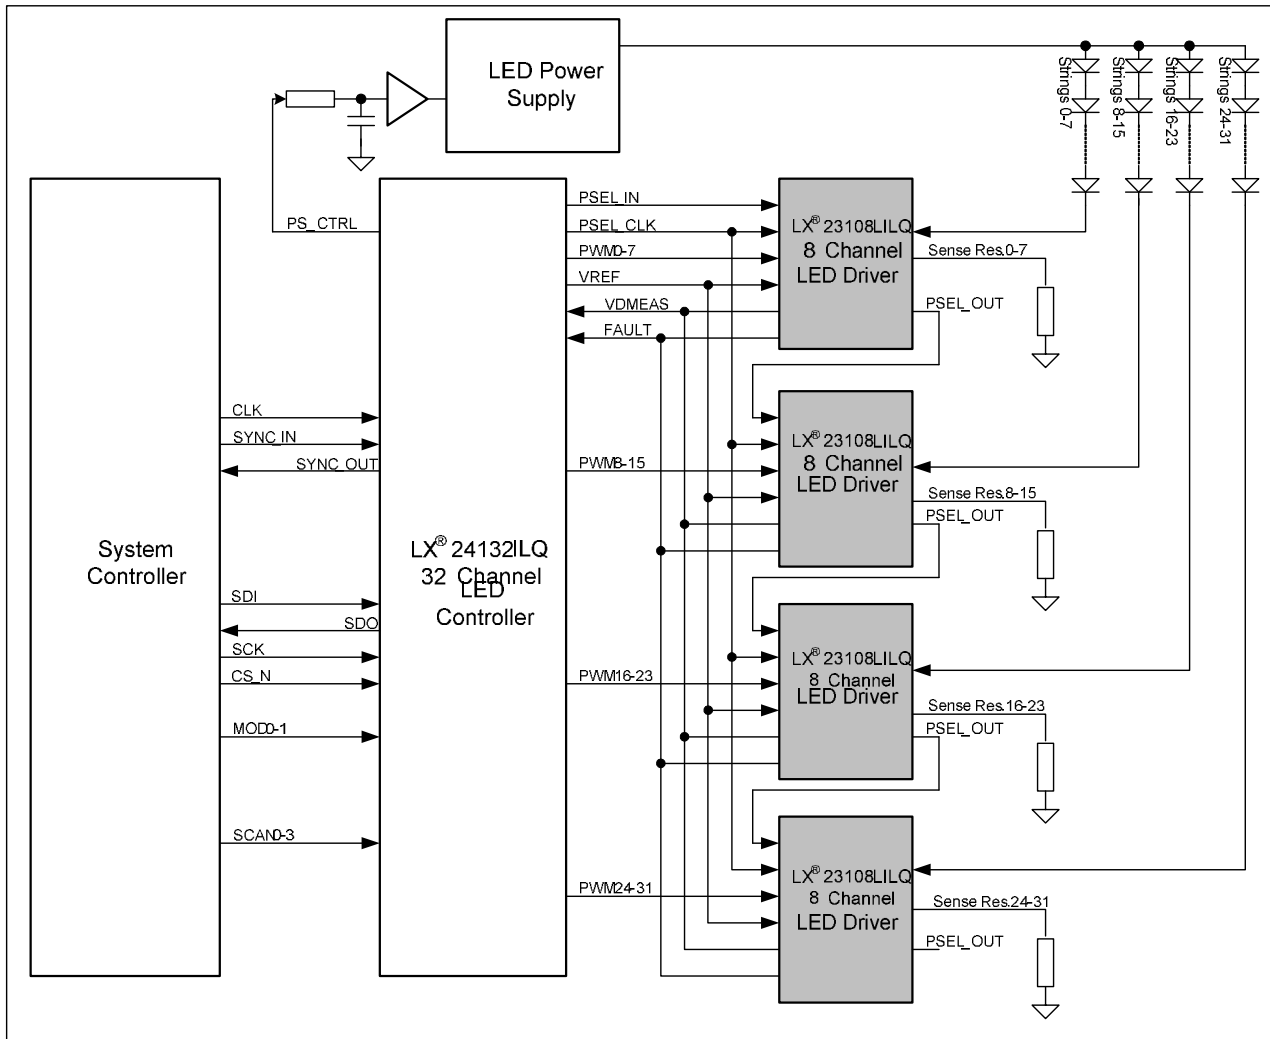 LED Power
Supply
Strings 0-7
Strings 8-15
Strings 16-23
Strings 24-31
PS_CTRL
PSEL_IN
PSEL_CLK
PWM0-7
VREF
VDMEAS
FAULT
LX® 23108LILQ
8 Channel
LED Driver
Sense Res.0-7
PSEL_OUT
CLK
SYNC_IN
SYNC_OUT
PWM8-15
LX® 23108LILQ
8 Channel
LED Driver
Sense Res.8-15
PSEL_OUT
System
Controller
LX® 24132ILQ
32 Channel
LED
Controller
SDI
SDO
SCK
CS_N
MOD0-1
SCAN0-3
PWM16-23
LX® 23108LILQ
8 Channel
LED Driver
Sense Res.16-23
PSEL_OUT
PWM24-31
LX® 23108LILQ
8 Channel
LED Driver
Sense Res.24-31
PSEL_OUT